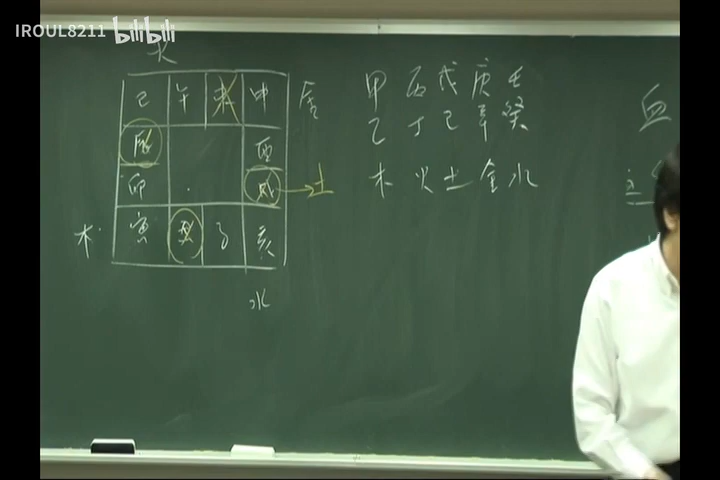 IROUL8211 bilibili
火
巳 午 未 申
辰 酉
卯 戌 → 土
寅 丑 子 亥
木
水
甲 丙 戊 庚 壬
乙 丁 己 辛 癸
木 火 土 金 水
血